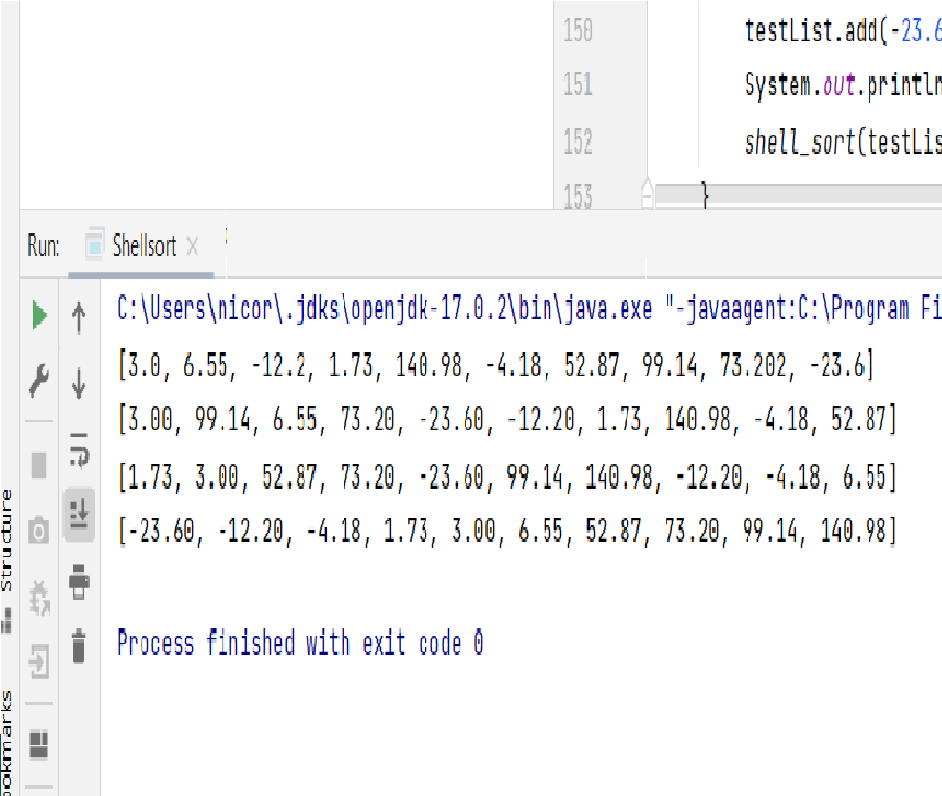 150 testList.add(-23.6
151 System.out.println
152 shell_sort(testLis
153 }
Run: Shellsort
C:\Users\nicor\.jdks\openjdk-17.0.2\bin\java.exe "-javaagent:C:\Program Fi
[3.0, 6.55, -12.2, 1.73, 140.98, -4.18, 52.87, 99.14, 73.202, -23.6]
[3.00, 99.14, 6.55, 73.20, -23.60, -12.20, 1.73, 140.98, -4.18, 52.87]
[1.73, 3.00, 52.87, 73.20, -23.60, 99.14, 140.98, -12.20, -4.18, 6.55]
[-23.60, -12.20, -4.18, 1.73, 3.00, 6.55, 52.87, 73.20, 99.14, 140.98]
Process finished with exit code 0
Structure
ookmarks